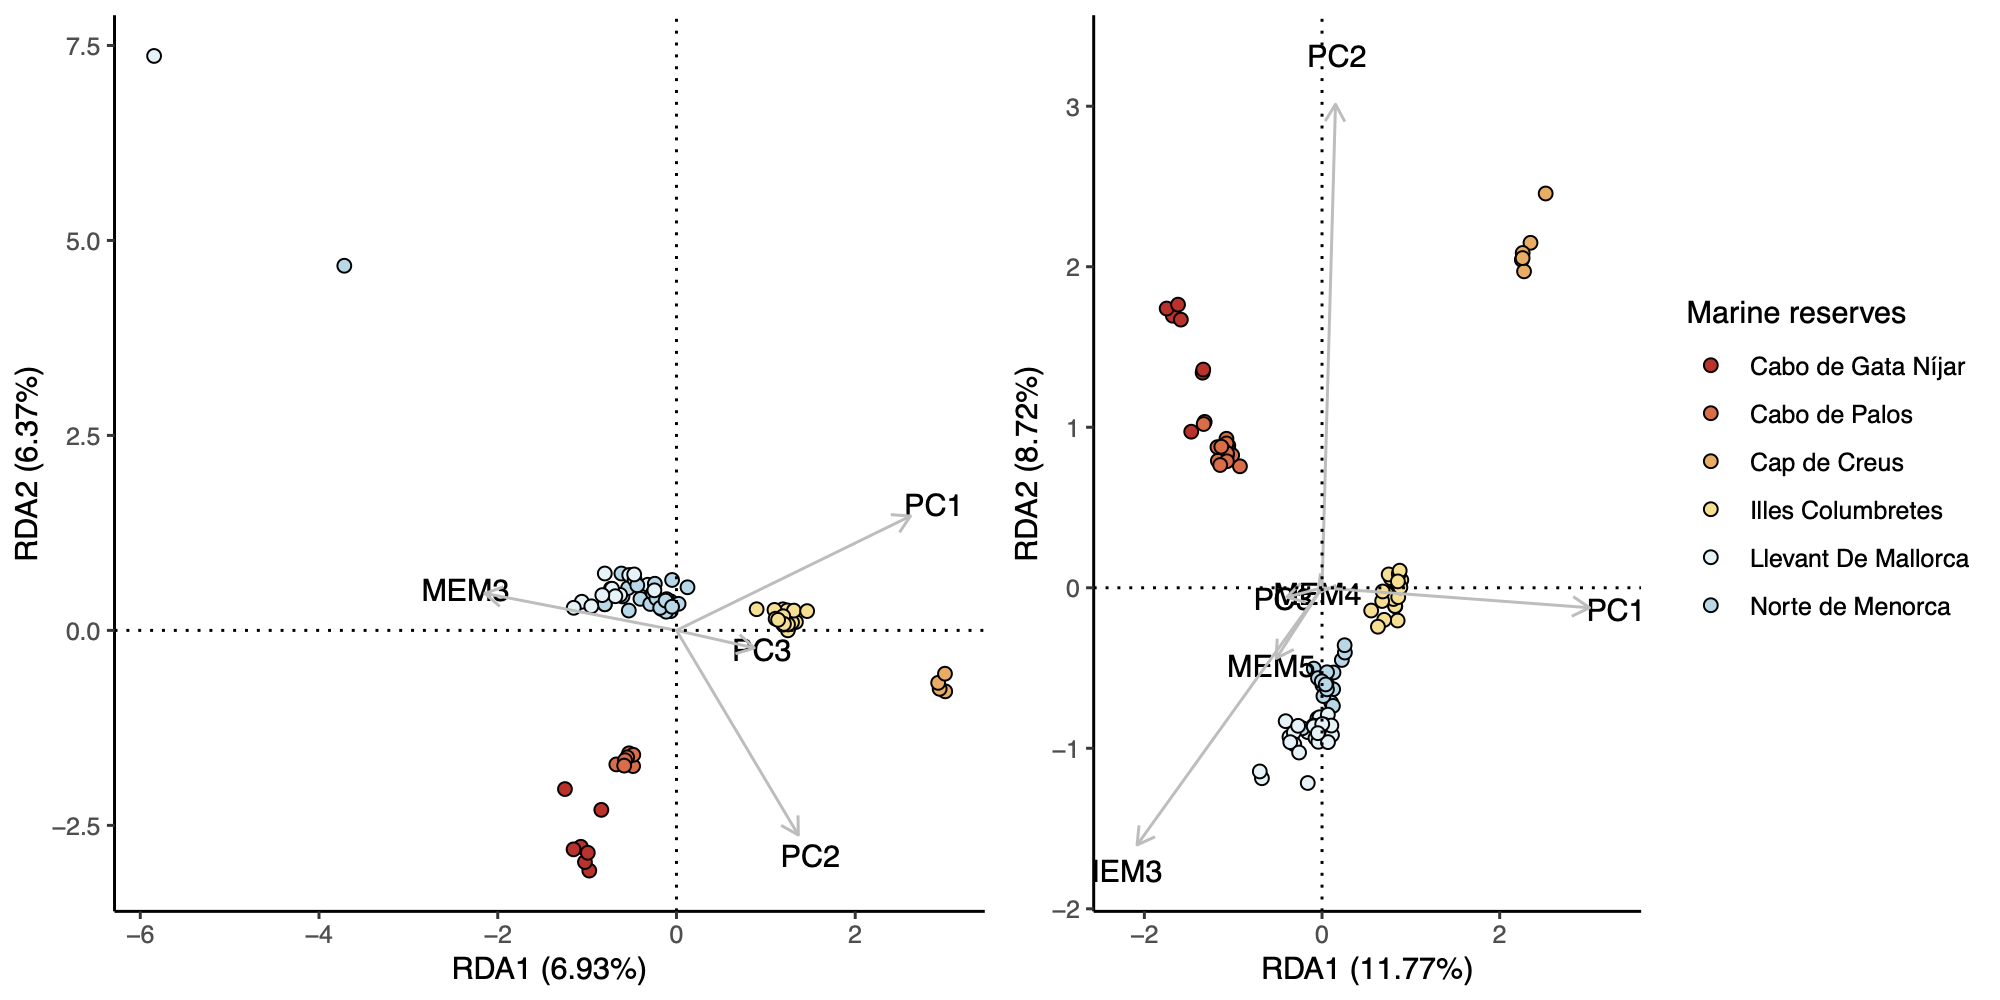 7.5
5.0
2.5
0.0
−2.5
−6
−4
−2
0
2
RDA1 (6.93%)
RDA2 (6.37%)
MEM3
PC1
PC3
PC2
3
2
1
0
−1
−2
−2
0
2
RDA1 (11.77%)
RDA2 (8.72%)
PC2
MEM4
PC1
MEM5
IEM3
Marine reserves
Cabo de Gata Níjar
Cabo de Palos
Cap de Creus
Illes Columbretes
Llevant De Mallorca
Norte de Menorca